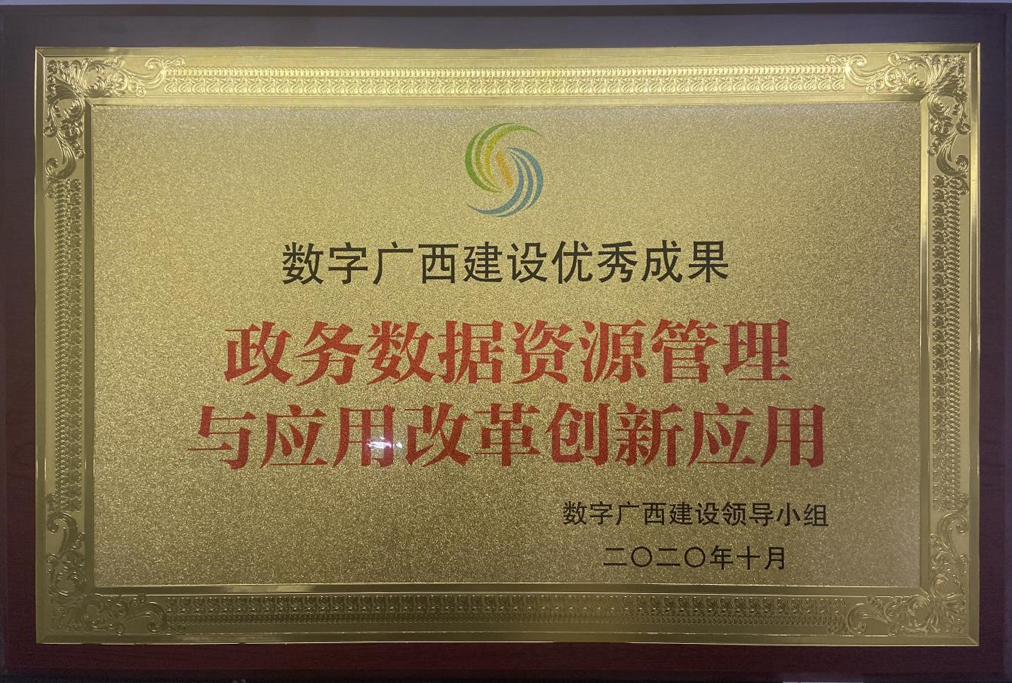 数字广西建设优秀成果
政务数据资源管理
与应用改革创新应用
数字广西建设领导小组
二〇二〇年十月